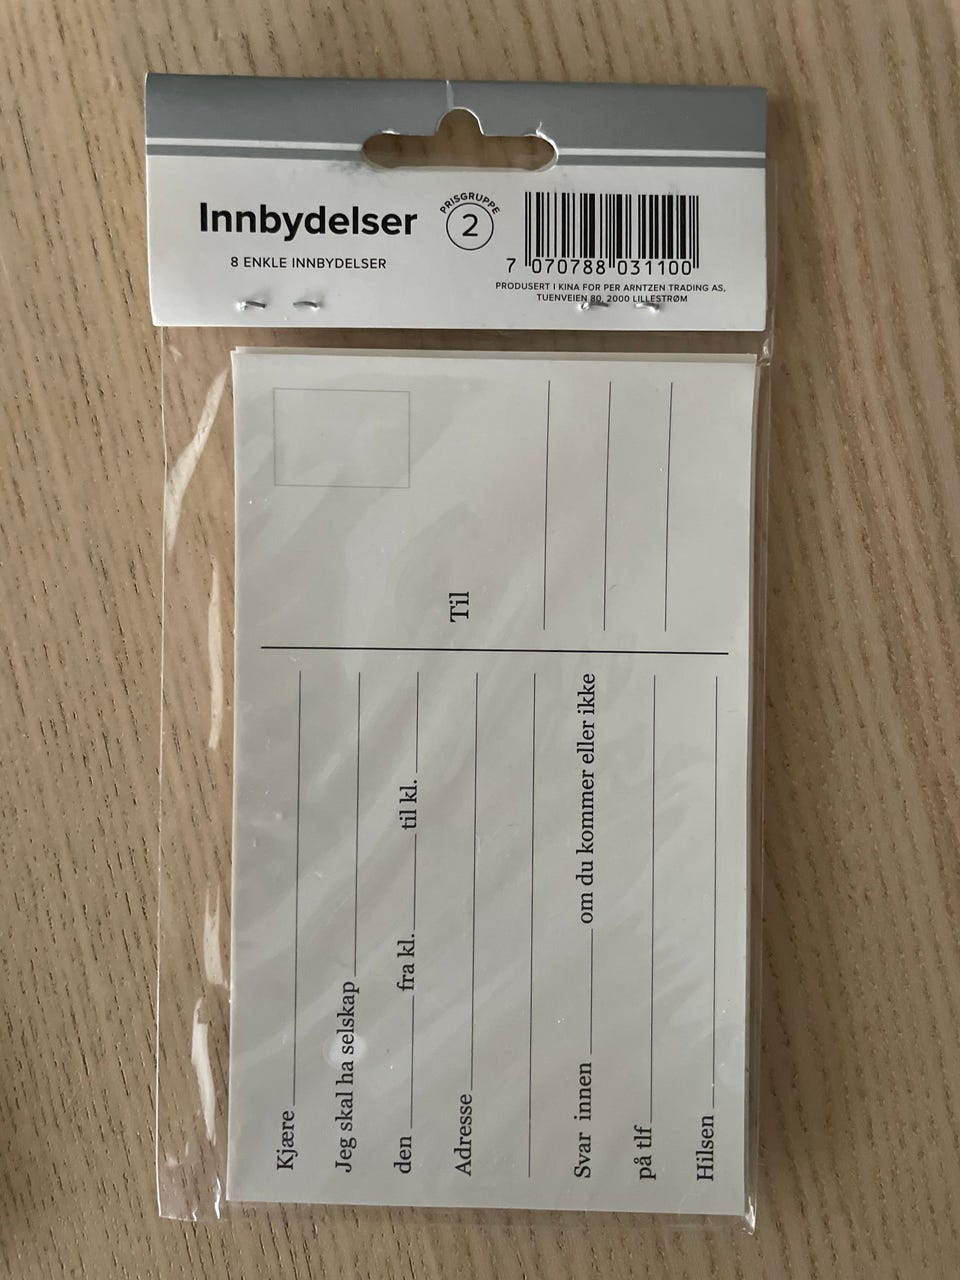 Innbydelser
8 ENKLE INNBYDELSER
PRISGRUPPE
2
7 070788 031100
PRODUSERT I KINA FOR PER ARNTZEN TRADING AS,
TUENVEIEN 80, 2000 LILLESTRØM
Kjære
Jeg skal ha selskap
den fra kl. til kl.
Adresse
Svar innen om du kommer eller ikke
på tlf
Hilsen
Til